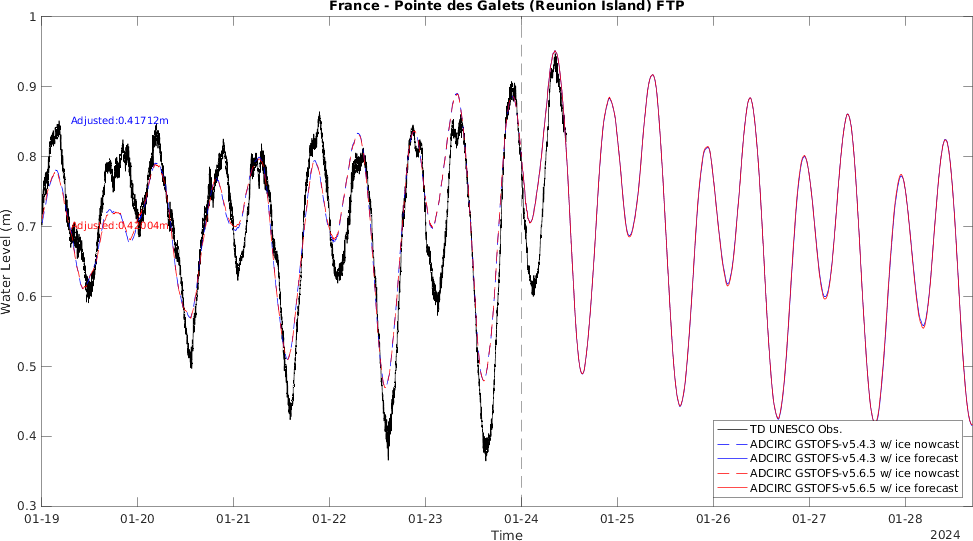 France - Pointe des Galets (Reunion Island) FTP
Water Level (m)
1
0.9
0.8
0.7
0.6
0.5
0.4
0.3
Adjusted:0.41712m
Adjusted:0.42004m
TD UNESCO Obs.
ADCIRC GSTOFS-v5.4.3 w/ ice nowcast
ADCIRC GSTOFS-v5.4.3 w/ ice forecast
ADCIRC GSTOFS-v5.6.5 w/ ice nowcast
ADCIRC GSTOFS-v5.6.5 w/ ice forecast
01-19 01-20 01-21 01-22 01-23 01-24 01-25 01-26 01-27 01-28
Time
2024